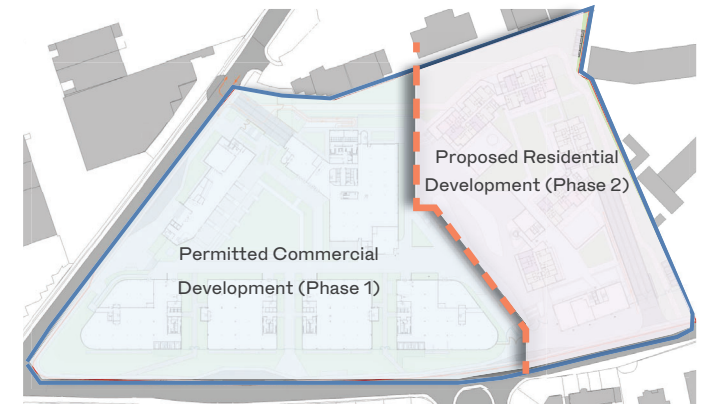 Proposed Residential
Development (Phase 2)
Permitted Commercial
Development (Phase 1)